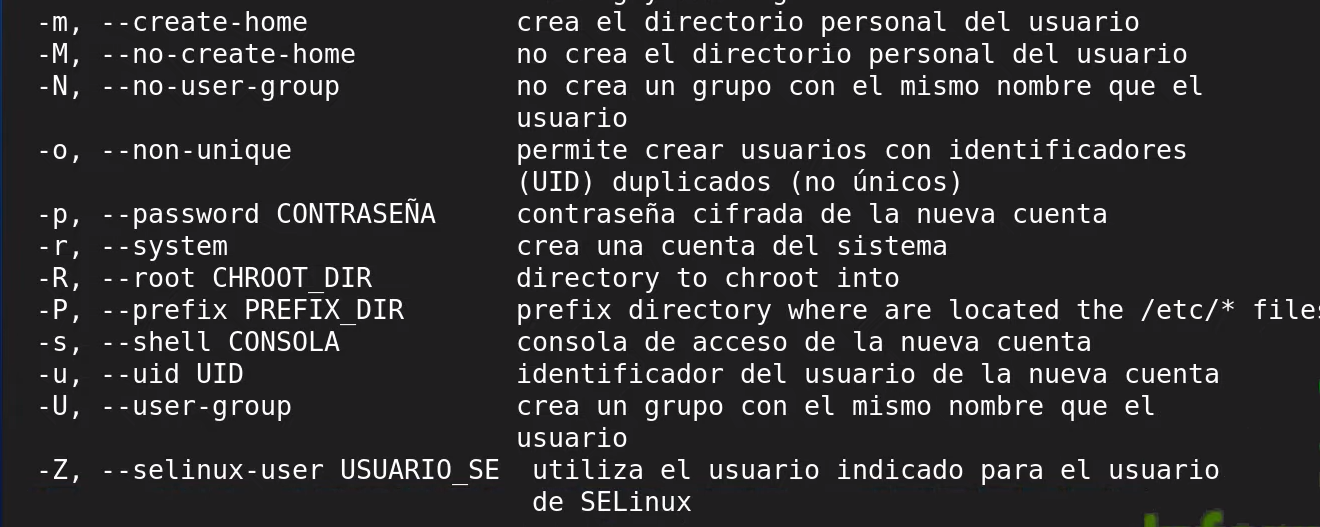 -m, --create-home             crea el directorio personal del usuario
-M, --no-create-home          no crea el directorio personal del usuario
-N, --no-user-group           no crea un grupo con el mismo nombre que el
                              usuario
-o, --non-unique              permite crear usuarios con identificadores
                              (UID) duplicados (no únicos)
-p, --password CONTRASEÑA     contraseña cifrada de la nueva cuenta
-r, --system                  crea una cuenta del sistema
-R, --root CHROOT_DIR         directory to chroot into
-P, --prefix PREFIX_DIR       prefix directory where are located the /etc/* files
-s, --shell CONSOLA           consola de acceso de la nueva cuenta
-u, --uid UID                 identificador del usuario de la nueva cuenta
-U, --user-group              crea un grupo con el mismo nombre que el
                              usuario
-Z, --selinux-user USUARIO_SE  utiliza el usuario indicado para el usuario
                               de SELinux